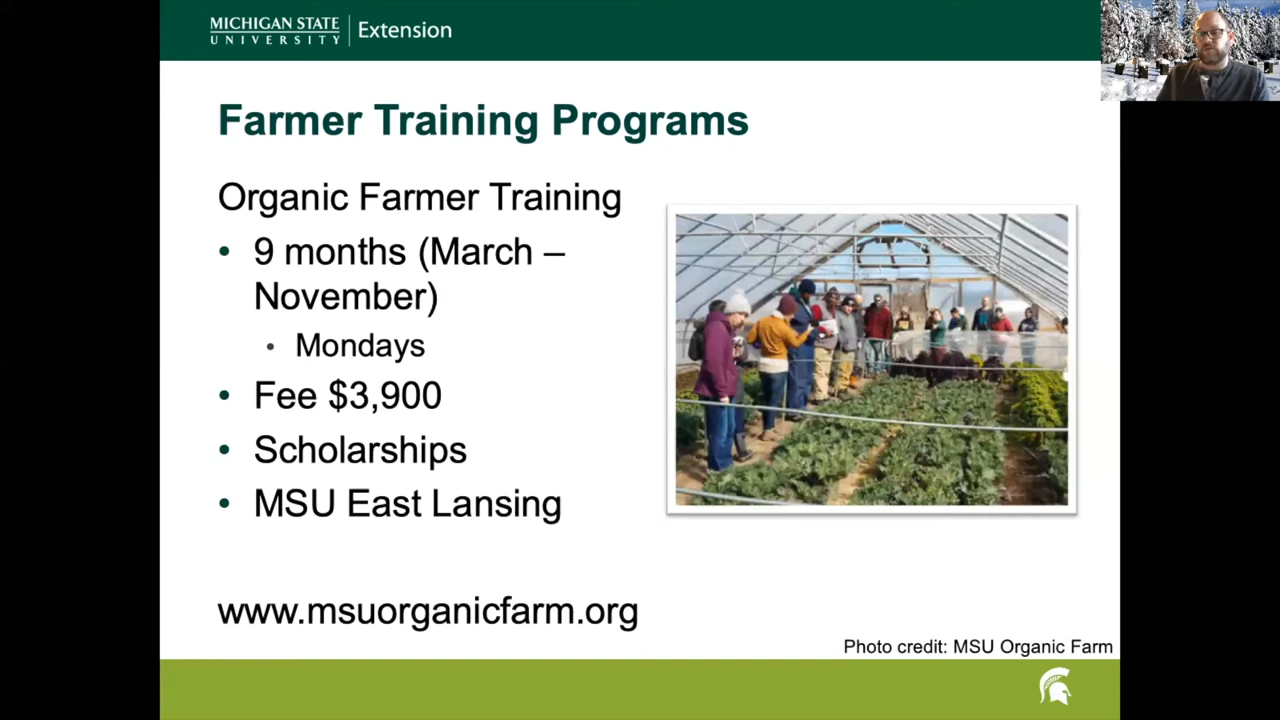 MICHIGAN STATE
UNIVERSITY
Extension
Farmer Training Programs
Organic Farmer Training
• 9 months (March –
November)
• Mondays
• Fee $3,900
• Scholarships
• MSU East Lansing
www.msuorganicfarm.org
Photo credit: MSU Organic Farm